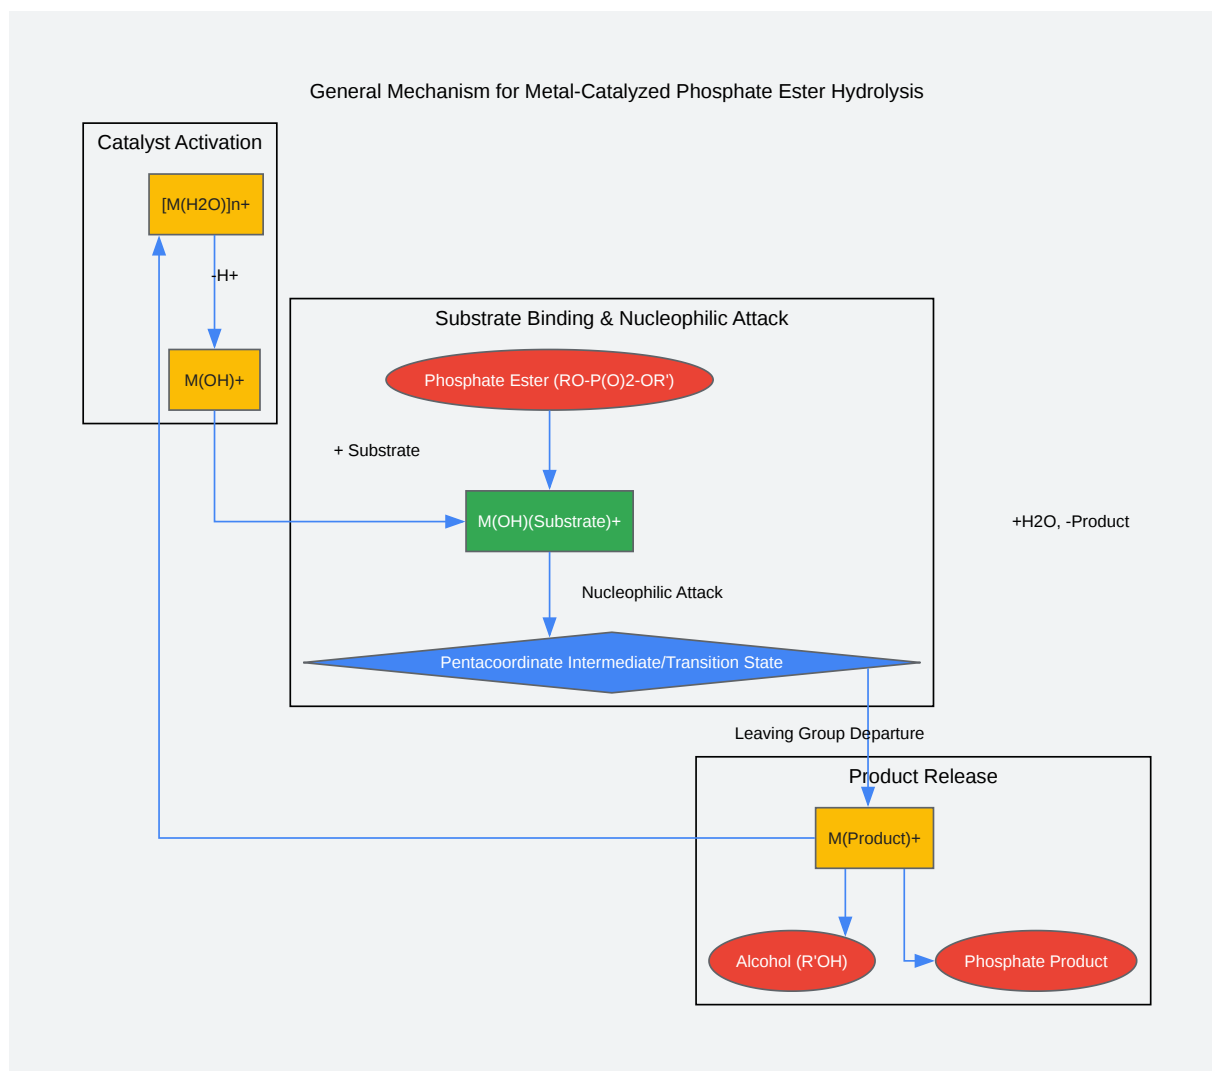 General Mechanism for Metal-Catalyzed Phosphate Ester Hydrolysis
Catalyst Activation
[M(H2O)]n+
-H+
M(OH)+
Substrate Binding & Nucleophilic Attack
Phosphate Ester (RO-P(O)2-OR')
+ Substrate
M(OH)(Substrate)+
+H2O, -Product
Nucleophilic Attack
Pentacoordinate Intermediate/Transition State
Leaving Group Departure
Product Release
M(Product)+
Alcohol (R'OH)
Phosphate Product